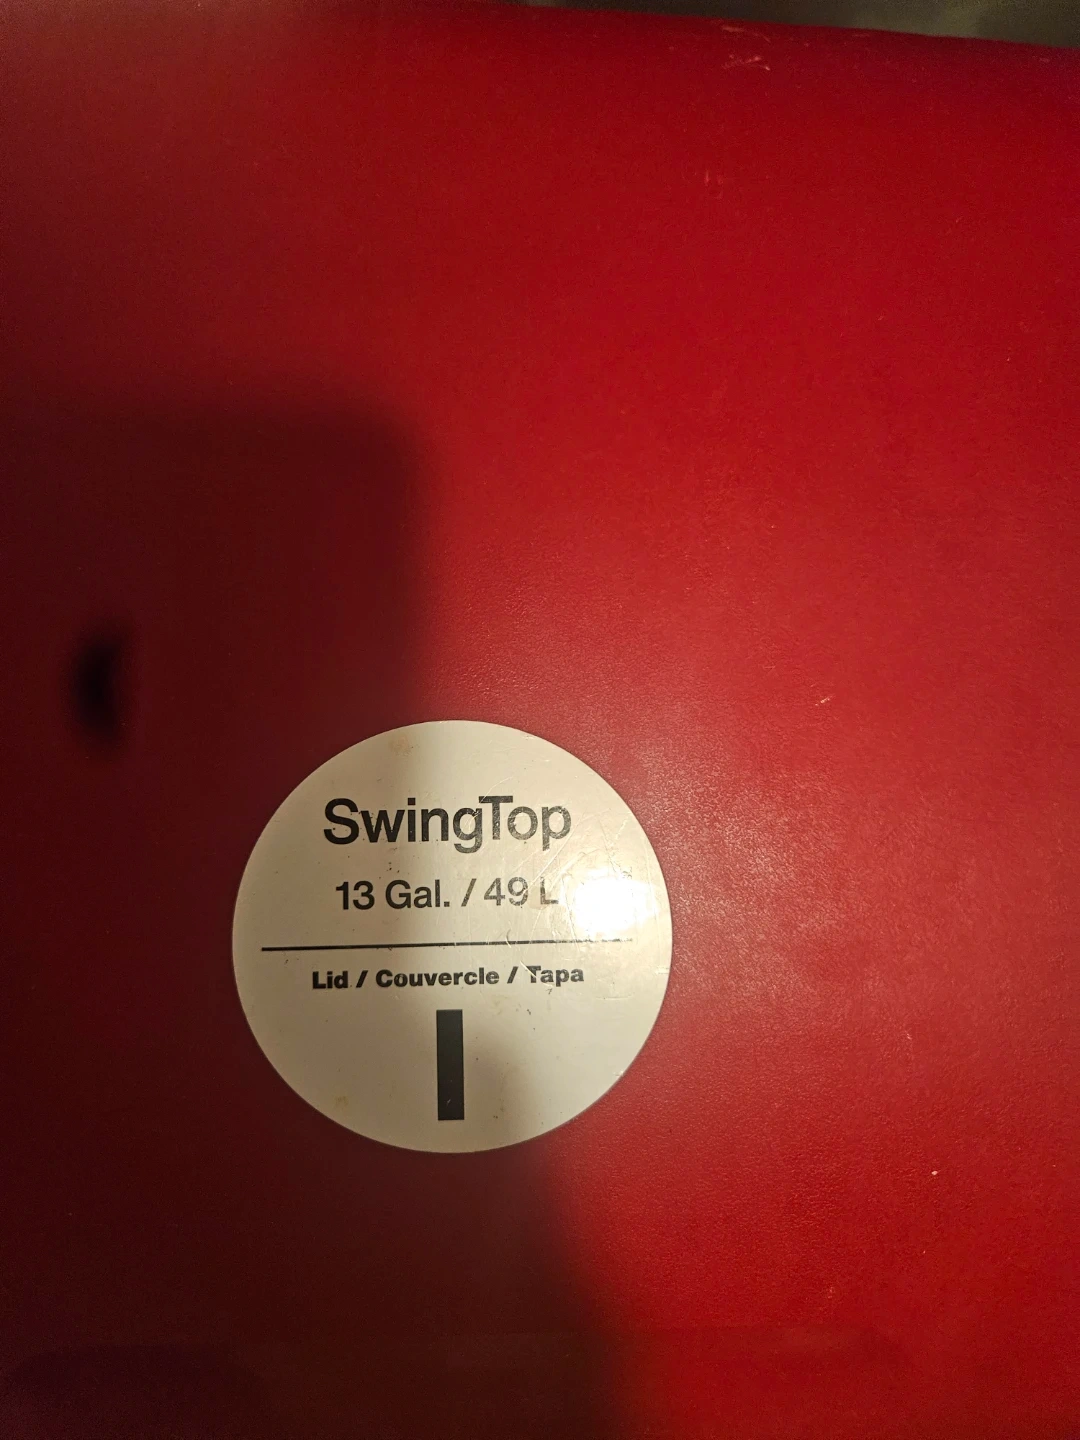 SwingTop
13 Gal. / 49 L
Lid / Couvercle / Tapa